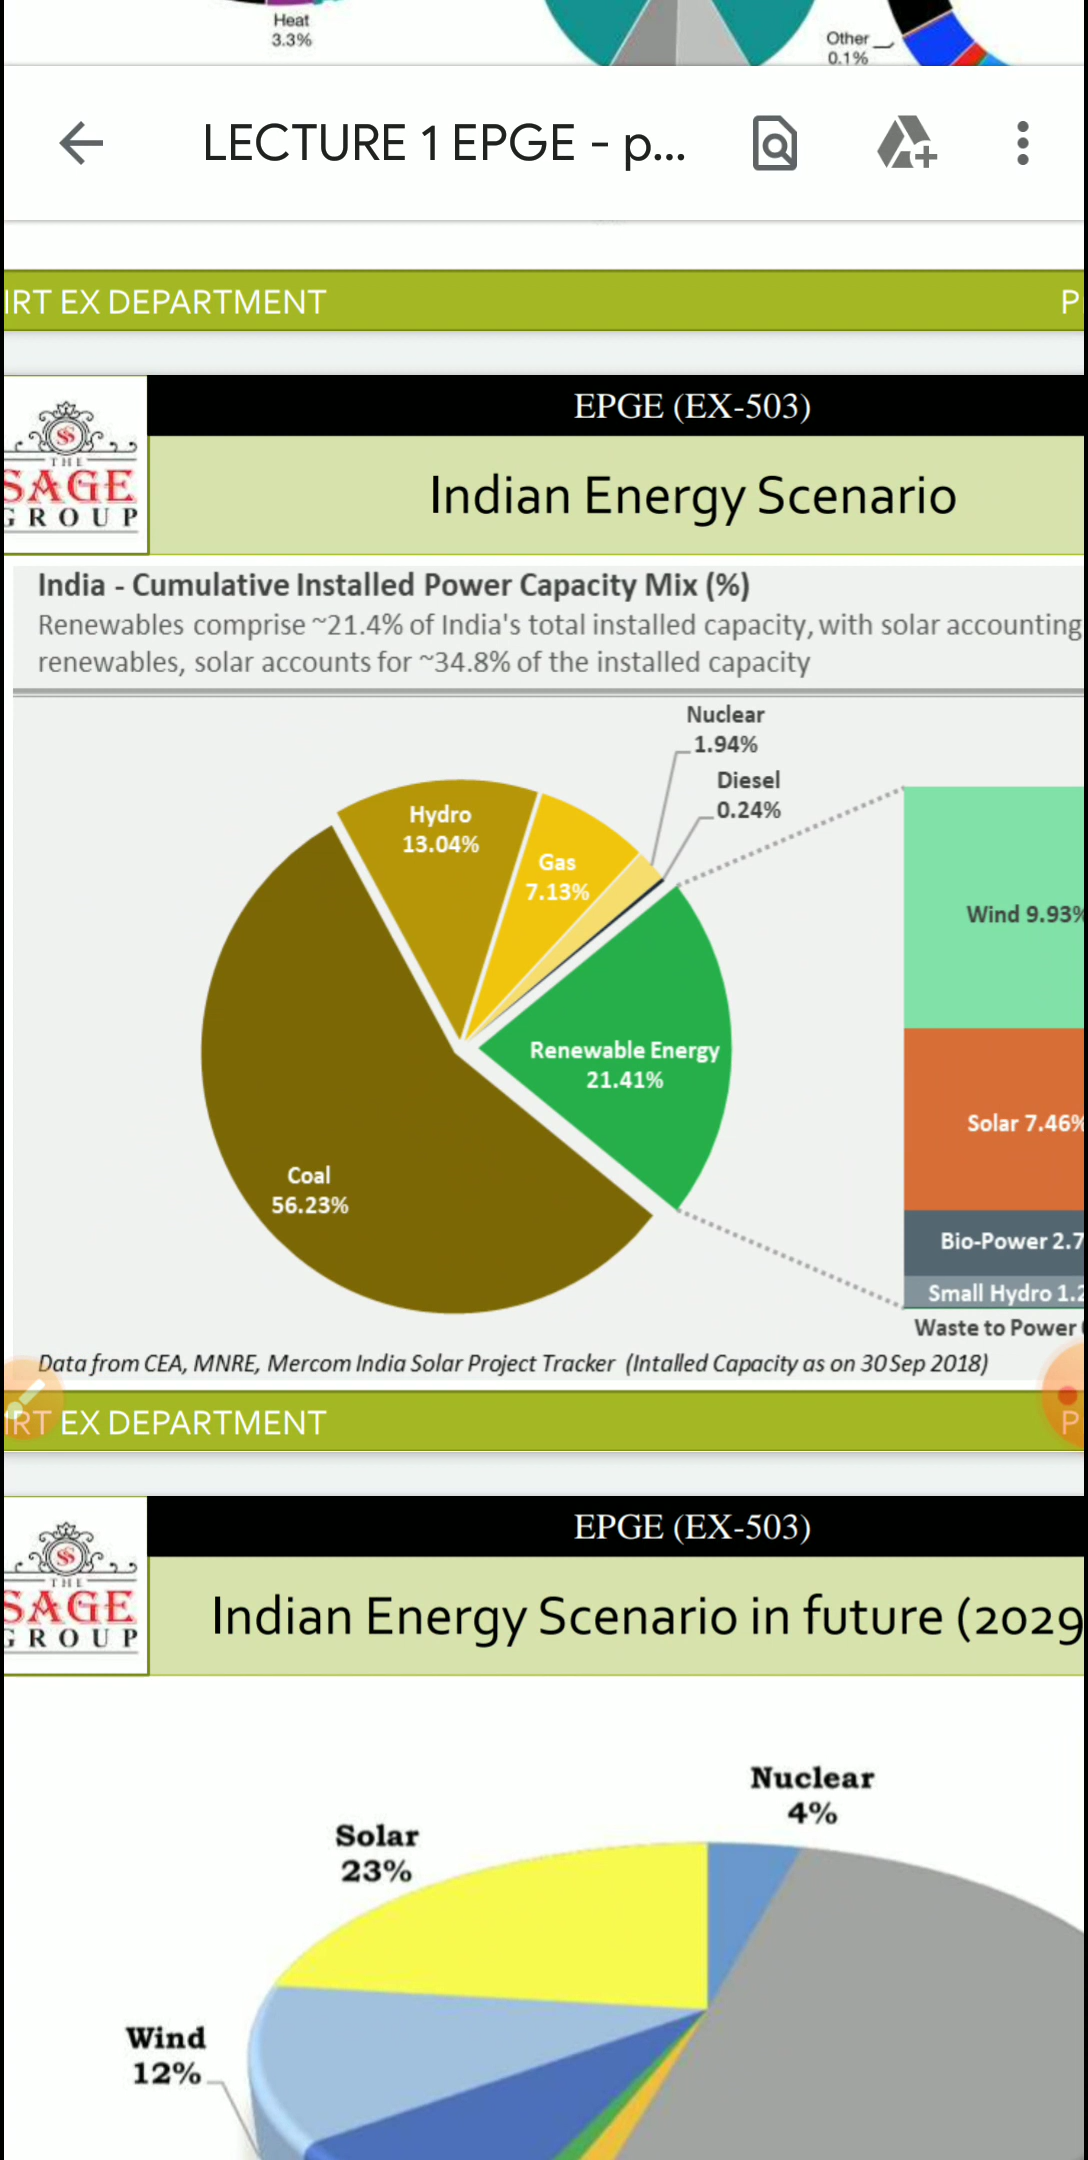 Heat
3.3%
Other
0.1%
LECTURE 1 EPGE - p...
IRT EX DEPARTMENT
P
EPGE (EX-503)
THE
SAGE
GROUP
Indian Energy Scenario
India - Cumulative Installed Power Capacity Mix (%)
Renewables comprise ~21.4% of India's total installed capacity, with solar accounting
renewables, solar accounts for ~34.8% of the installed capacity
Nuclear
1.94%
Diesel
0.24%
Hydro
13.04%
Gas
7.13%
Wind 9.93%
Renewable Energy
21.41%
Solar 7.46%
Coal
56.23%
Bio-Power 2.7
Small Hydro 1.2
Waste to Power
Data from CEA, MNRE, Mercom India Solar Project Tracker (Intalled Capacity as on 30 Sep 2018)
IRT EX DEPARTMENT
P
EPGE (EX-503)
THE
SAGE
GROUP
Indian Energy Scenario in future (2029
Nuclear
4%
Solar
23%
Wind
12%